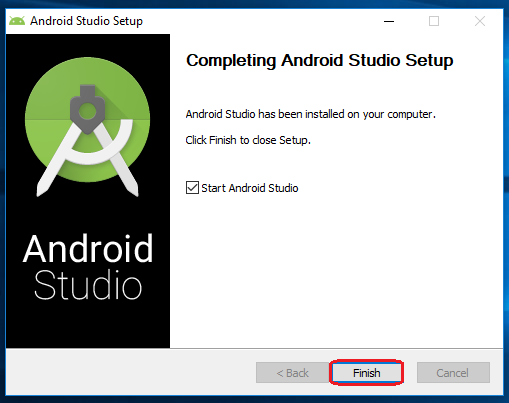 Android Studio Setup
Completing Android Studio Setup
Android Studio has been installed on your computer.
Click Finish to close Setup.
Start Android Studio
Android
Studio
< Back
Finish
Cancel